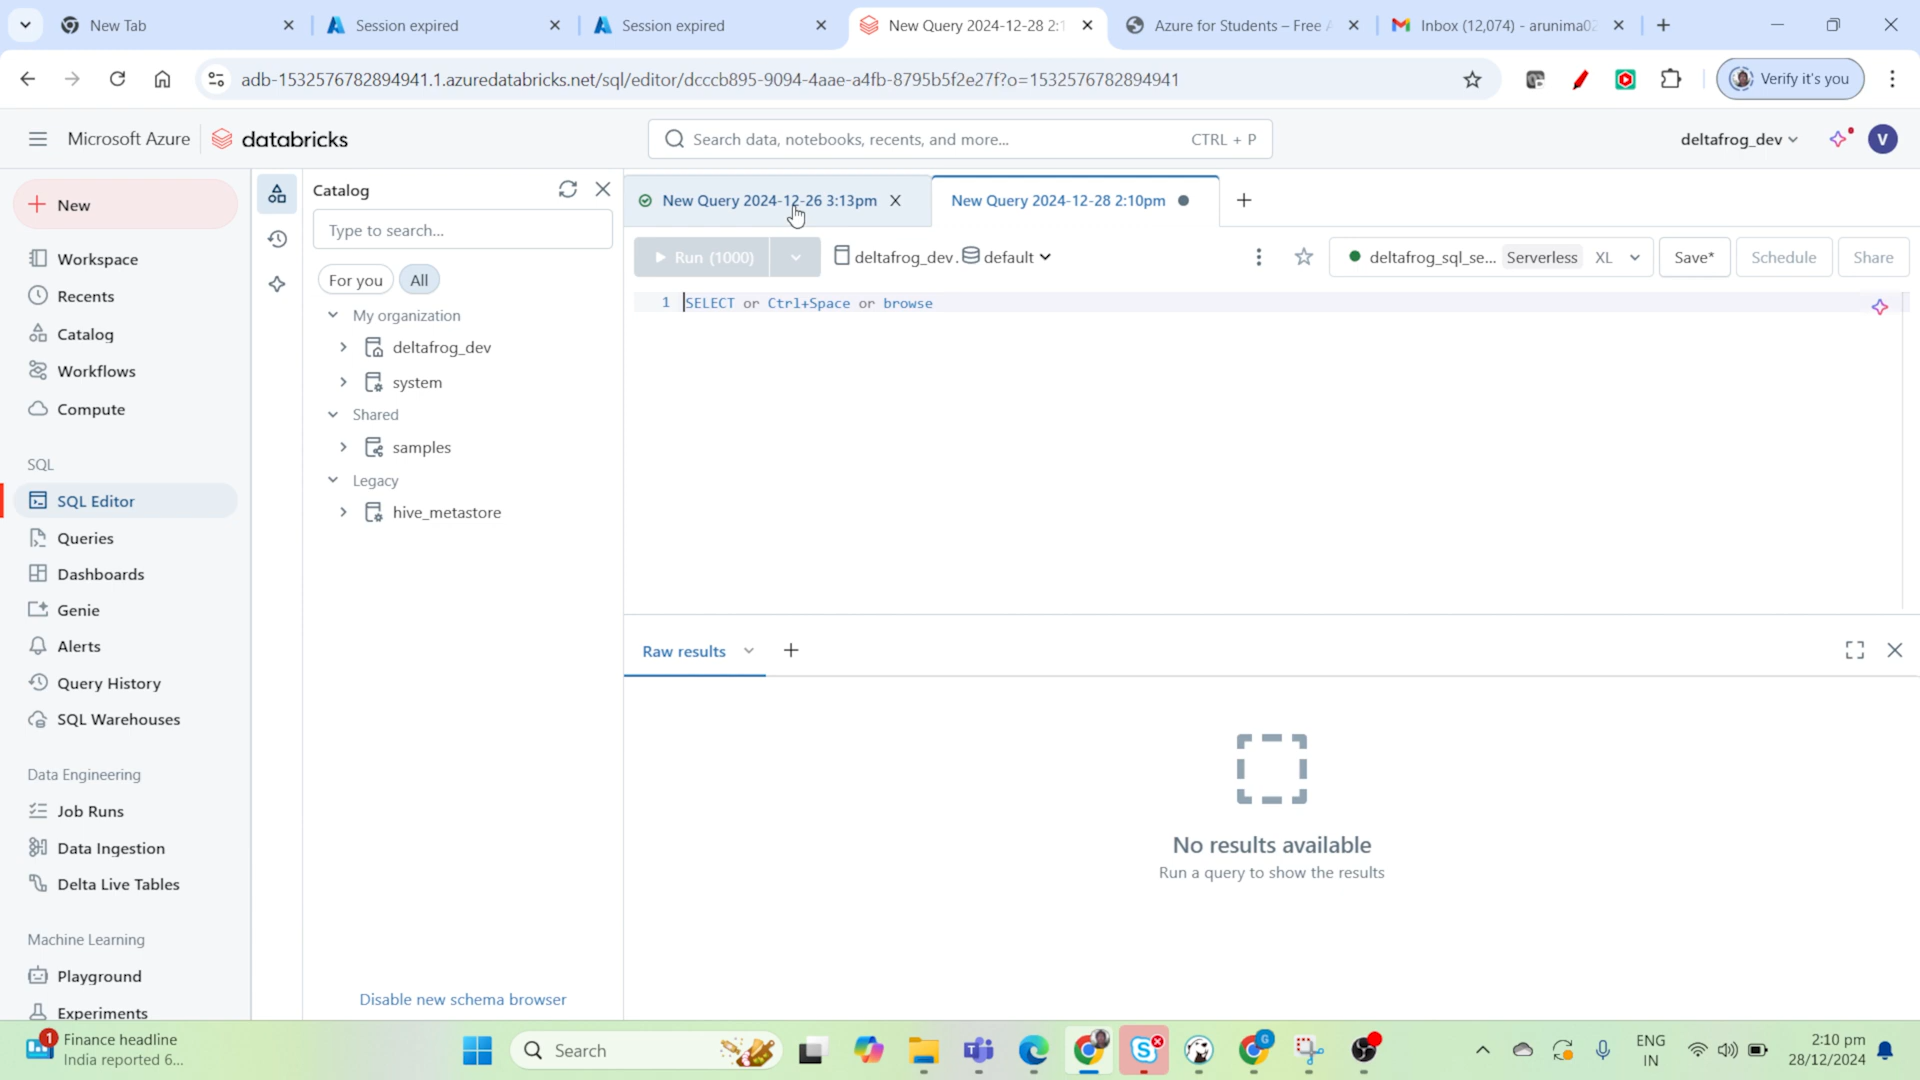 New Tab
Session expired
Session expired
New Query 2024-12-28 2:1
Azure for Students – Free A
Inbox (12,074) - arunima02
adb-1532576782894941.1.azuredatabricks.net/sql/editor/dcccb895-9094-4aae-a4fb-8795b5f2e27f?o=1532576782894941
Verify it's you
Microsoft Azure
databricks
Search data, notebooks, recents, and more...
CTRL + P
deltafrog_dev
V
New
Workspace
Recents
Catalog
Workflows
Compute
SQL
SQL Editor
Queries
Dashboards
Genie
Alerts
Query History
SQL Warehouses
Data Engineering
Job Runs
Data Ingestion
Delta Live Tables
Machine Learning
Playground
Experiments
Catalog
Type to search...
For you
All
My organization
deltafrog_dev
system
Shared
samples
Legacy
hive_metastore
Disable new schema browser
New Query 2024-12-26 3:13pm
New Query 2024-12-28 2:10pm
Run (1000)
deltafrog_dev.
default
deltafrog_sql_se...
Serverless
XL
Save*
Schedule
Share
1
SELECT or Ctrl+Space or browse
Raw results
No results available
Run a query to show the results
1
Finance headline
India reported 6...
Search
G
ENG
IN
2:10 pm
28/12/2024